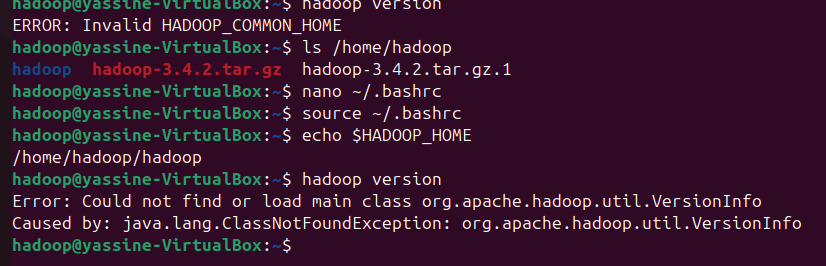 hadoop@yassine-VirtualBox:~$ hadoop version
ERROR: Invalid HADOOP_COMMON_HOME
hadoop@yassine-VirtualBox:~$ ls /home/hadoop
hadoop  hadoop-3.4.2.tar.gz  hadoop-3.4.2.tar.gz.1
hadoop@yassine-VirtualBox:~$ nano ~/.bashrc
hadoop@yassine-VirtualBox:~$ source ~/.bashrc
hadoop@yassine-VirtualBox:~$ echo $HADOOP_HOME
/home/hadoop/hadoop
hadoop@yassine-VirtualBox:~$ hadoop version
Error: Could not find or load main class org.apache.hadoop.util.VersionInfo
Caused by: java.lang.ClassNotFoundException: org.apache.hadoop.util.VersionInfo
hadoop@yassine-VirtualBox:~$